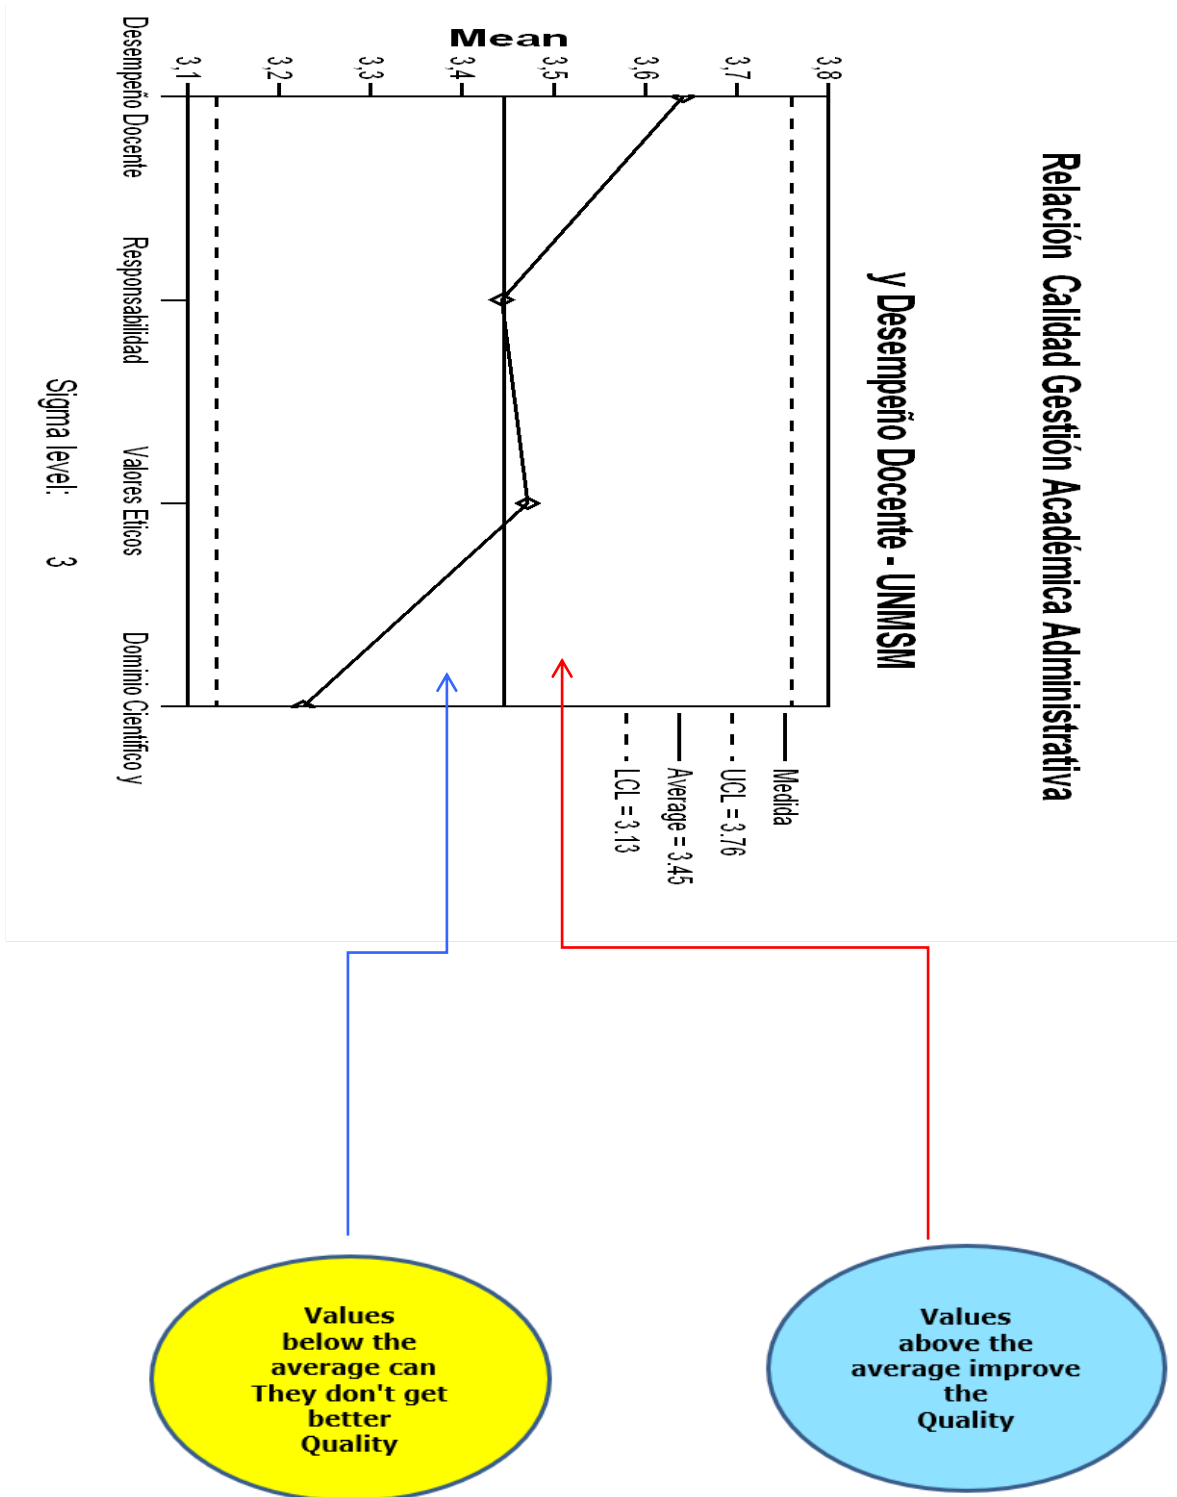 Relación Calidad Gestión Académica Administrativa
y Desempeño Docente - UNMSM
Mean
3,8
3,7
3,6
3,5
3,4
3,3
3,2
3,1
Desempeño Docente
Responsabilidad
Valores Eticos
Dominio Cientifico y
Sigma level: 3
Medida
UCL = 3.76
Average = 3.45
LCL = 3.13
Values
below the
average can
They don't get
better
Quality
Values
above the
average improve
the
Quality